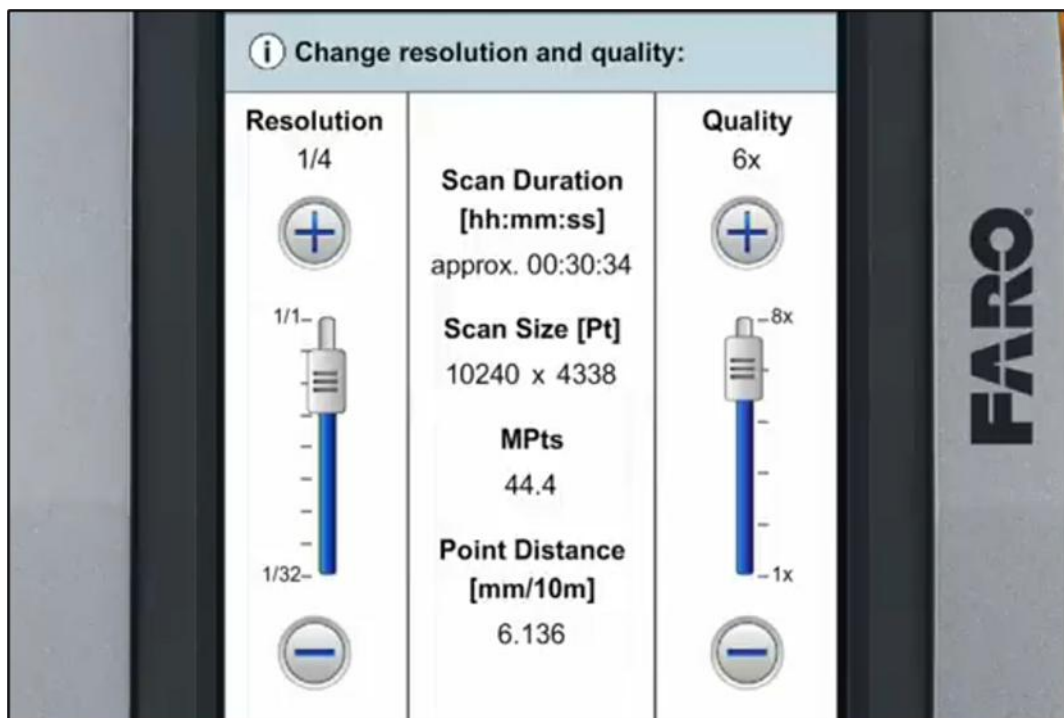 Change resolution and quality:
Resolution
1/4
1/1
1/32
Scan Duration
[hh:mm:ss]
approx. 00:30:34
Scan Size [Pt]
10240 x 4338
MPts
44.4
Point Distance
[mm/10m]
6.136
Quality
6x
8x
1x
FARO